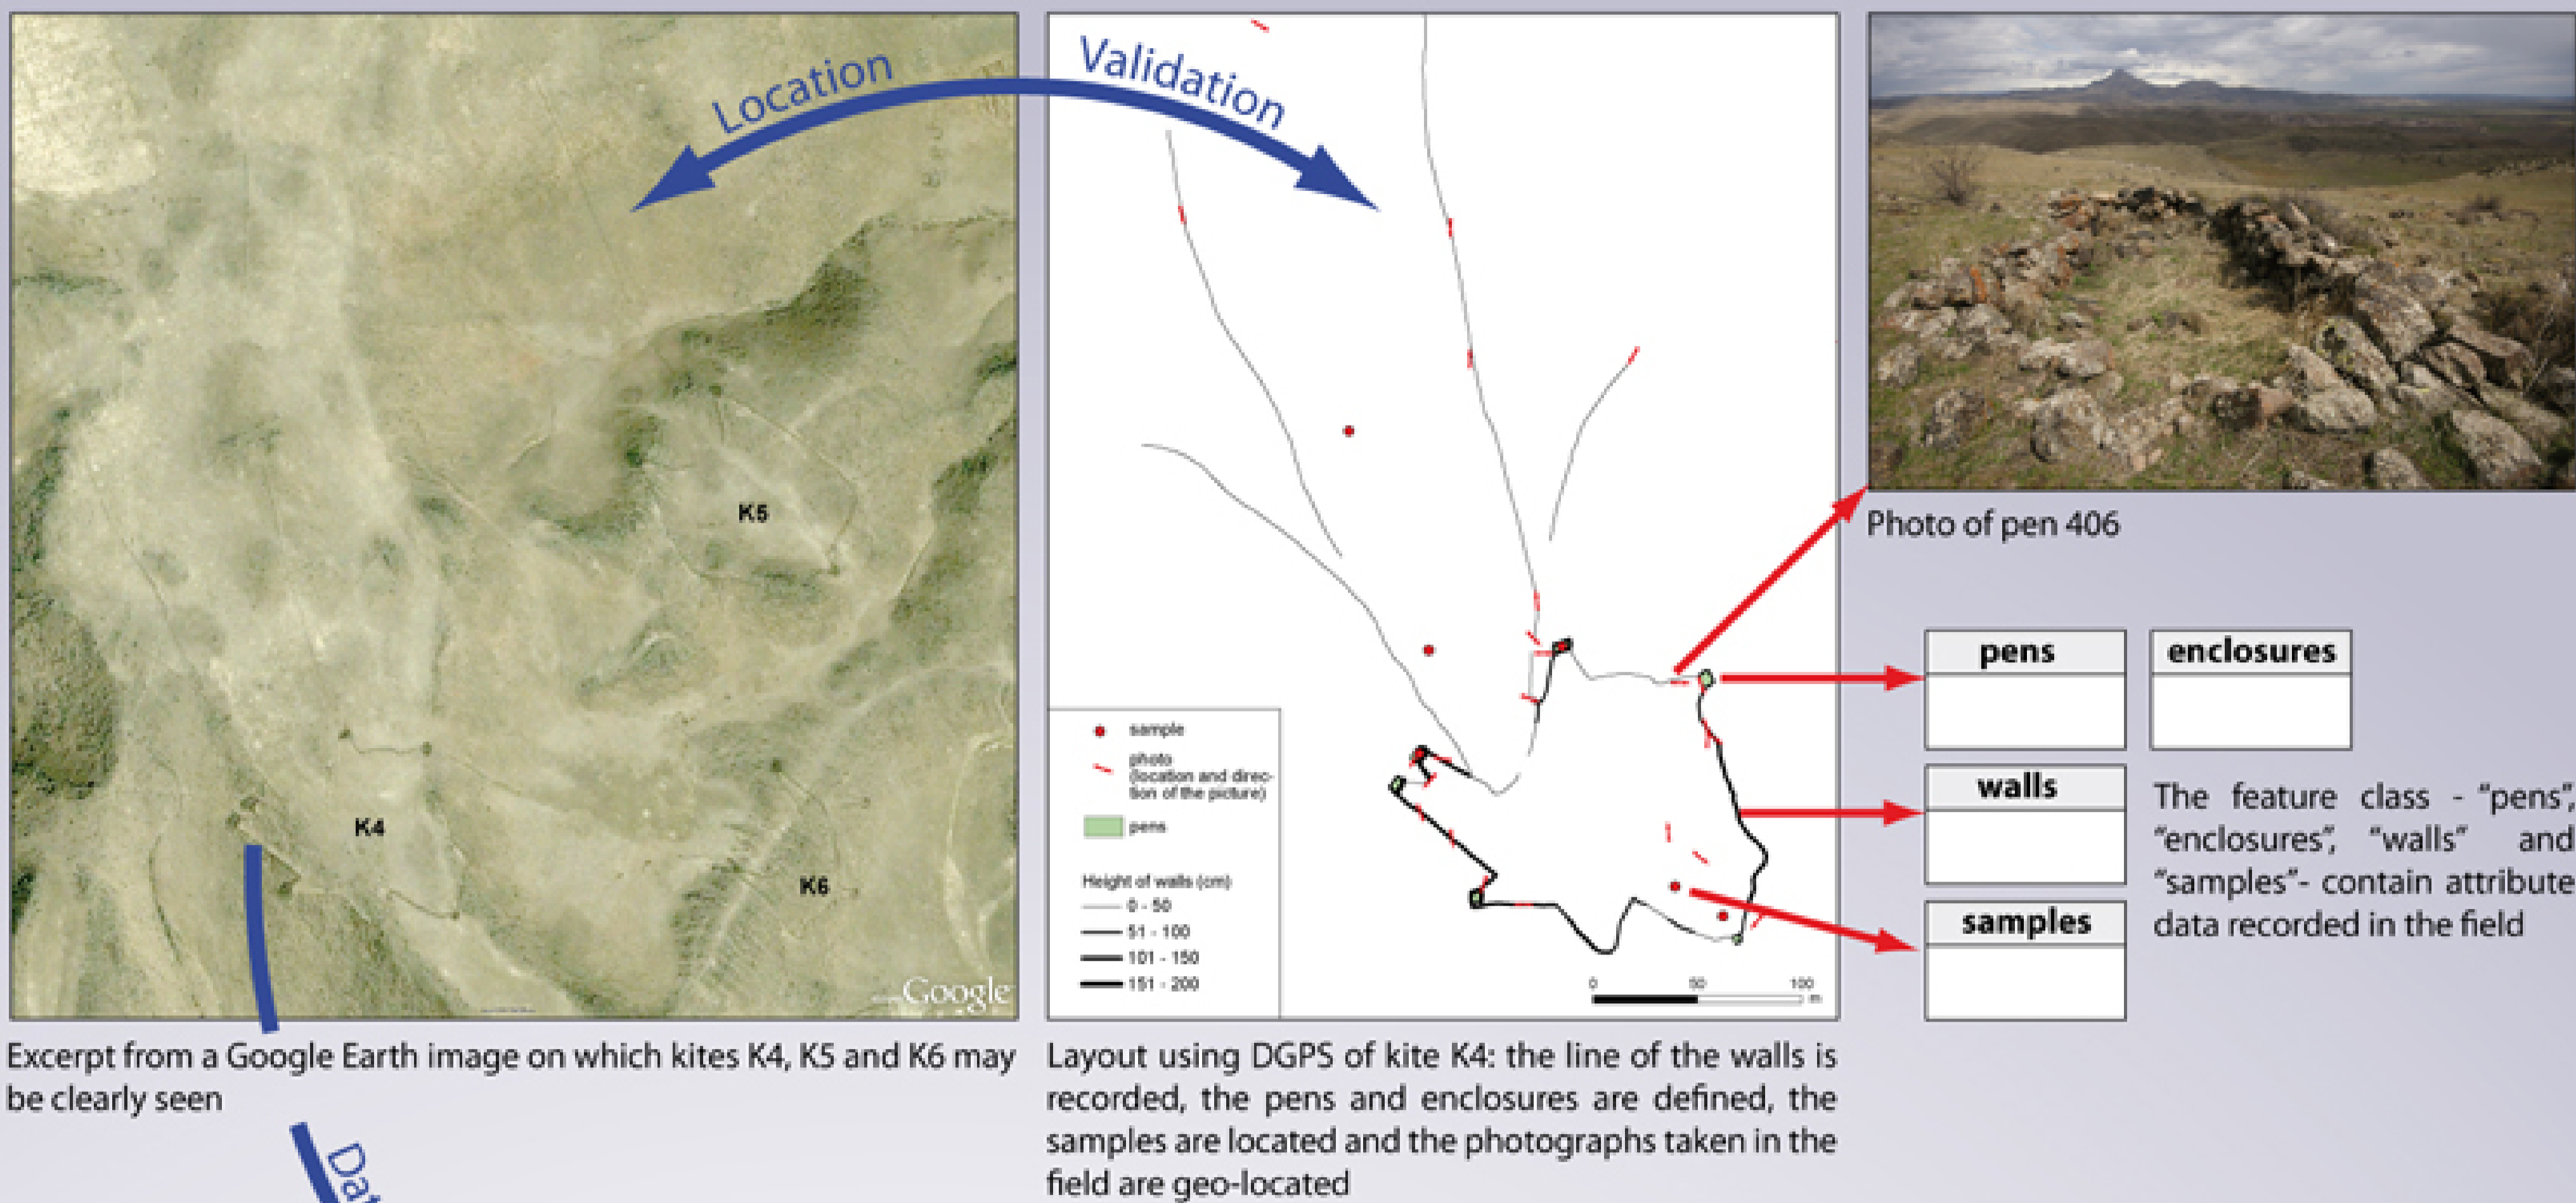 Location
Validation
K5
K4
K6
Google
Excerpt from a Google Earth image on which kites K4, K5 and K6 may
be clearly seen
sample
photo
(location and direc-
tion of the picture)
pens
Height of walls (cm)
0 - 50
51 - 100
101 - 150
151 - 200
0 50 100
m
Layout using DGPS of kite K4: the line of the walls is
recorded, the pens and enclosures are defined, the
samples are located and the photographs taken in the
field are geo-located
Photo of pen 406
pens
enclosures
walls
samples
The feature class - “pens”,
“enclosures”, “walls” and
“samples”- contain attribute
data recorded in the field